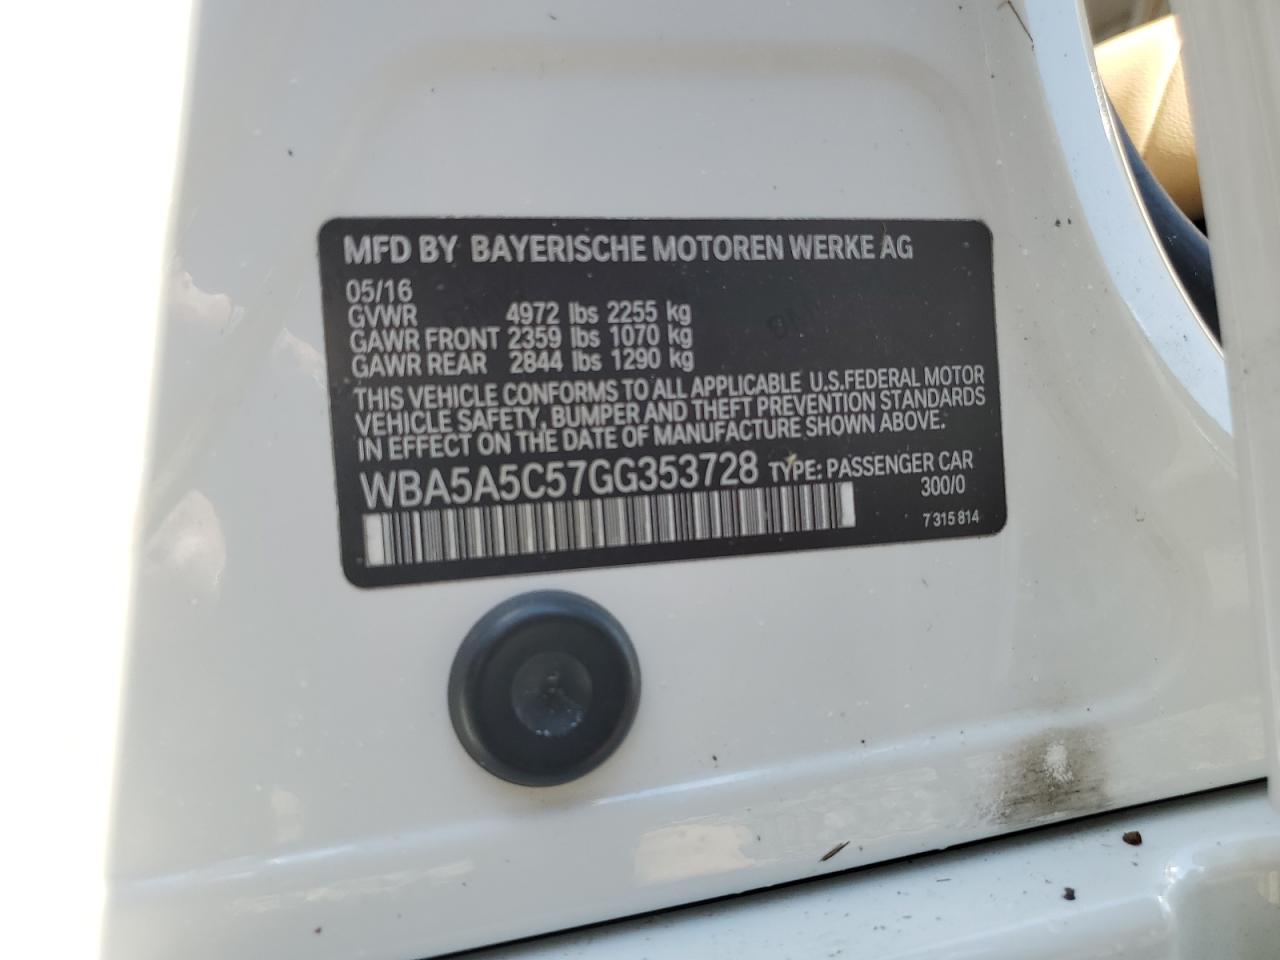 MFD BY BAYERISCHE MOTOREN WERKE AG
05/16
GVWR 4972 lbs 2255 kg
GAWR FRONT 2359 lbs 1070 kg
GAWR REAR 2844 lbs 1290 kg
THIS VEHICLE CONFORMS TO ALL APPLICABLE U.S.FEDERAL MOTOR
VEHICLE SAFETY, BUMPER AND THEFT PREVENTION STANDARDS
IN EFFECT ON THE DATE OF MANUFACTURE SHOWN ABOVE.
WBA5A5C57GG353728 TYPE: PASSENGER CAR
300/0
7 315 814